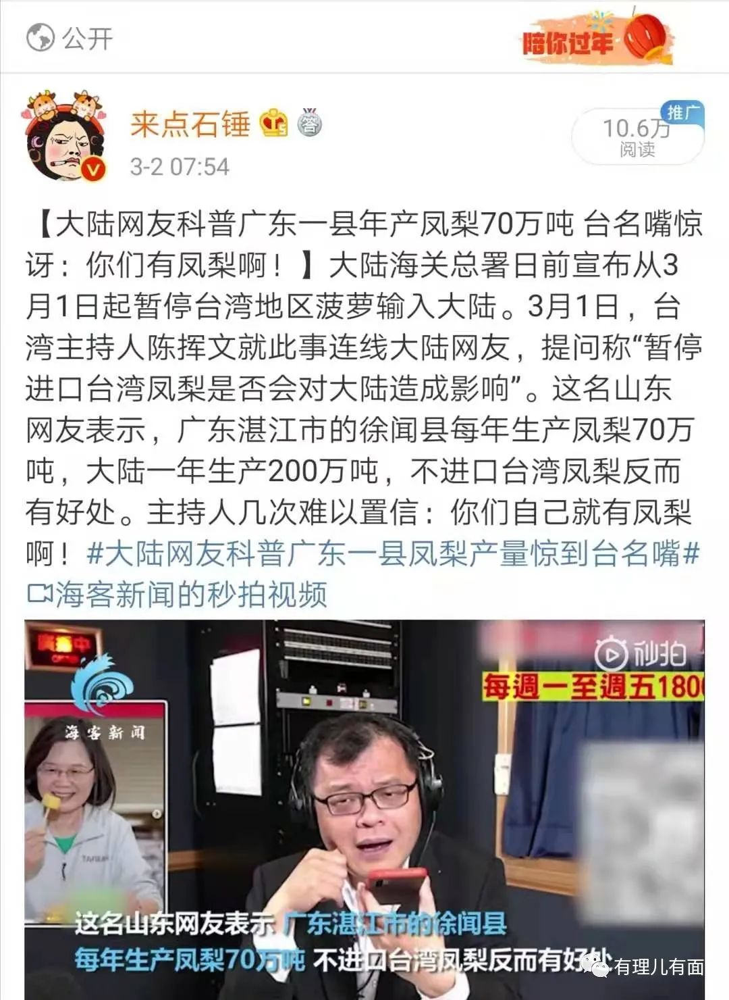 公开
陪你过年
来点石锤
答
3-2 07:54
推广
10.6万
阅读
【大陆网友科普广东一县年产凤梨70万吨 台名嘴惊
讶：你们有凤梨啊！】大陆海关总署日前宣布从3
月1日起暂停台湾地区菠萝输入大陆。3月1日，台
湾主持人陈挥文就此事连线大陆网友，提问称“暂停
进口台湾凤梨是否会对大陆造成影响”。这名山东
网友表示，广东湛江市的徐闻县每年生产凤梨70万
吨，大陆一年生产200万吨，不进口台湾凤梨反而
有好处。主持人几次难以置信：你们自己就有凤梨
啊！#大陆网友科普广东一县凤梨产量惊到台名嘴#
海客新闻的秒拍视频
廣播中
秒拍
每週一至週五1800
海客新闻
TAIWAN
这名山东网友表示 广东湛江市的徐闻县
每年生产凤梨70万吨 不进口台湾凤梨反而有好处
有理儿有面